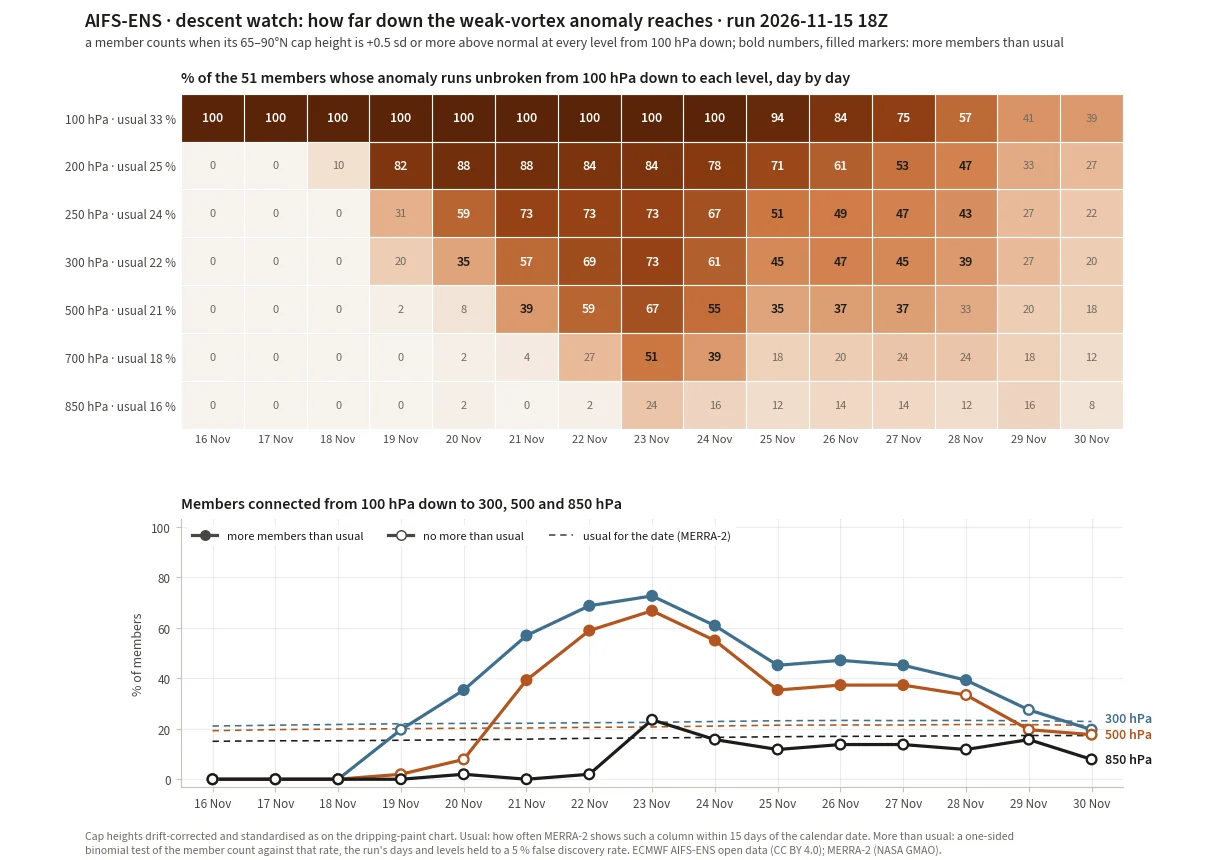 AIFS-ENS · descent watch: how far down the weak-vortex anomaly reaches · run 2026-11-15 18Z
a member counts when its 65–90°N cap height is +0.5 sd or more above normal at every level from 100 hPa down; bold numbers, filled markers: more members than usual
% of the 51 members whose anomaly runs unbroken from 100 hPa down to each level, day by day
100 hPa · usual 33 % 100 100 100 100 100 100 100 100 100 94 84 75 57 41 39
200 hPa · usual 25 % 0 0 10 82 88 88 84 84 78 71 61 53 47 33 27
250 hPa · usual 24 % 0 0 0 31 59 73 73 73 67 51 49 47 43 27 22
300 hPa · usual 22 % 0 0 0 20 35 57 69 73 61 45 47 45 39 27 20
500 hPa · usual 21 % 0 0 0 2 8 39 59 67 55 35 37 37 33 20 18
700 hPa · usual 18 % 0 0 0 0 2 4 27 51 39 18 20 24 24 18 12
850 hPa · usual 16 % 0 0 0 0 2 0 2 24 16 12 14 14 12 16 8
16 Nov 17 Nov 18 Nov 19 Nov 20 Nov 21 Nov 22 Nov 23 Nov 24 Nov 25 Nov 26 Nov 27 Nov 28 Nov 29 Nov 30 Nov
Members connected from 100 hPa down to 300, 500 and 850 hPa
more members than usual no more than usual usual for the date (MERRA-2)
% of members
100
80
60
40
20
0
300 hPa
500 hPa
850 hPa
16 Nov 17 Nov 18 Nov 19 Nov 20 Nov 21 Nov 22 Nov 23 Nov 24 Nov 25 Nov 26 Nov 27 Nov 28 Nov 29 Nov 30 Nov
Cap heights drift-corrected and standardised as on the dripping-paint chart. Usual: how often MERRA-2 shows such a column within 15 days of the calendar date. More than usual: a one-sided
binomial test of the member count against that rate, the run's days and levels held to a 5 % false discovery rate. ECMWF AIFS-ENS open data (CC BY 4.0); MERRA-2 (NASA GMAO).